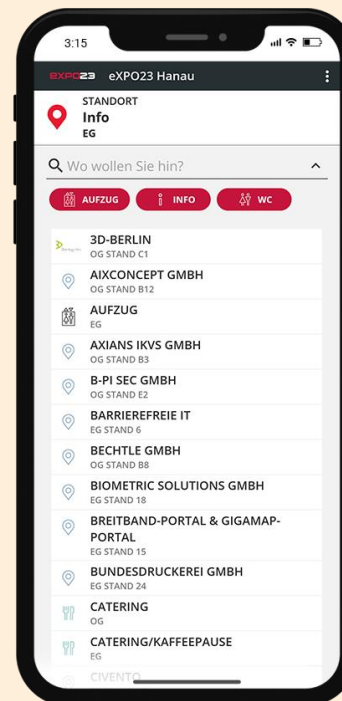 3:15
eXPO23 eXPO23 Hanau
STANDORT
Info
EG
Wo wollen Sie hin?
AUFZUG INFO WC
3D-BERLIN
OG STAND C1
AIXCONCEPT GMBH
OG STAND B12
AUFZUG
EG
AXIANS IKVS GMBH
OG STAND B3
B-PI SEC GMBH
OG STAND E2
BARRIEREFREIE IT
EG STAND 6
BECHTLE GMBH
OG STAND B8
BIOMETRIC SOLUTIONS GMBH
EG STAND 18
BREITBAND-PORTAL & GIGAMAP-
PORTAL
EG STAND 15
BUNDESDRUCKEREI GMBH
EG STAND 24
CATERING
OG
CATERING/KAFFEEPAUSE
EG
CIVENTO